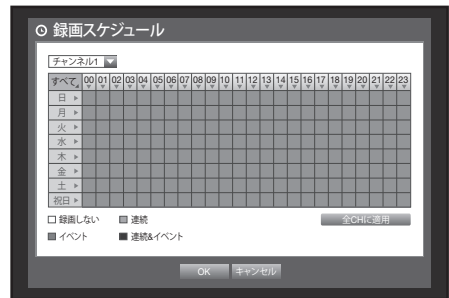 録画スケジュール
チャンネル1
すべて 00 01 02 03 04 05 06 07 08 09 10 11 12 13 14 15 16 17 18 19 20 21 22 23
日
月
火
水
木
金
土
祝日
録画しない 連続 全CHに適用
イベント 連続&イベント
OK キャンセル